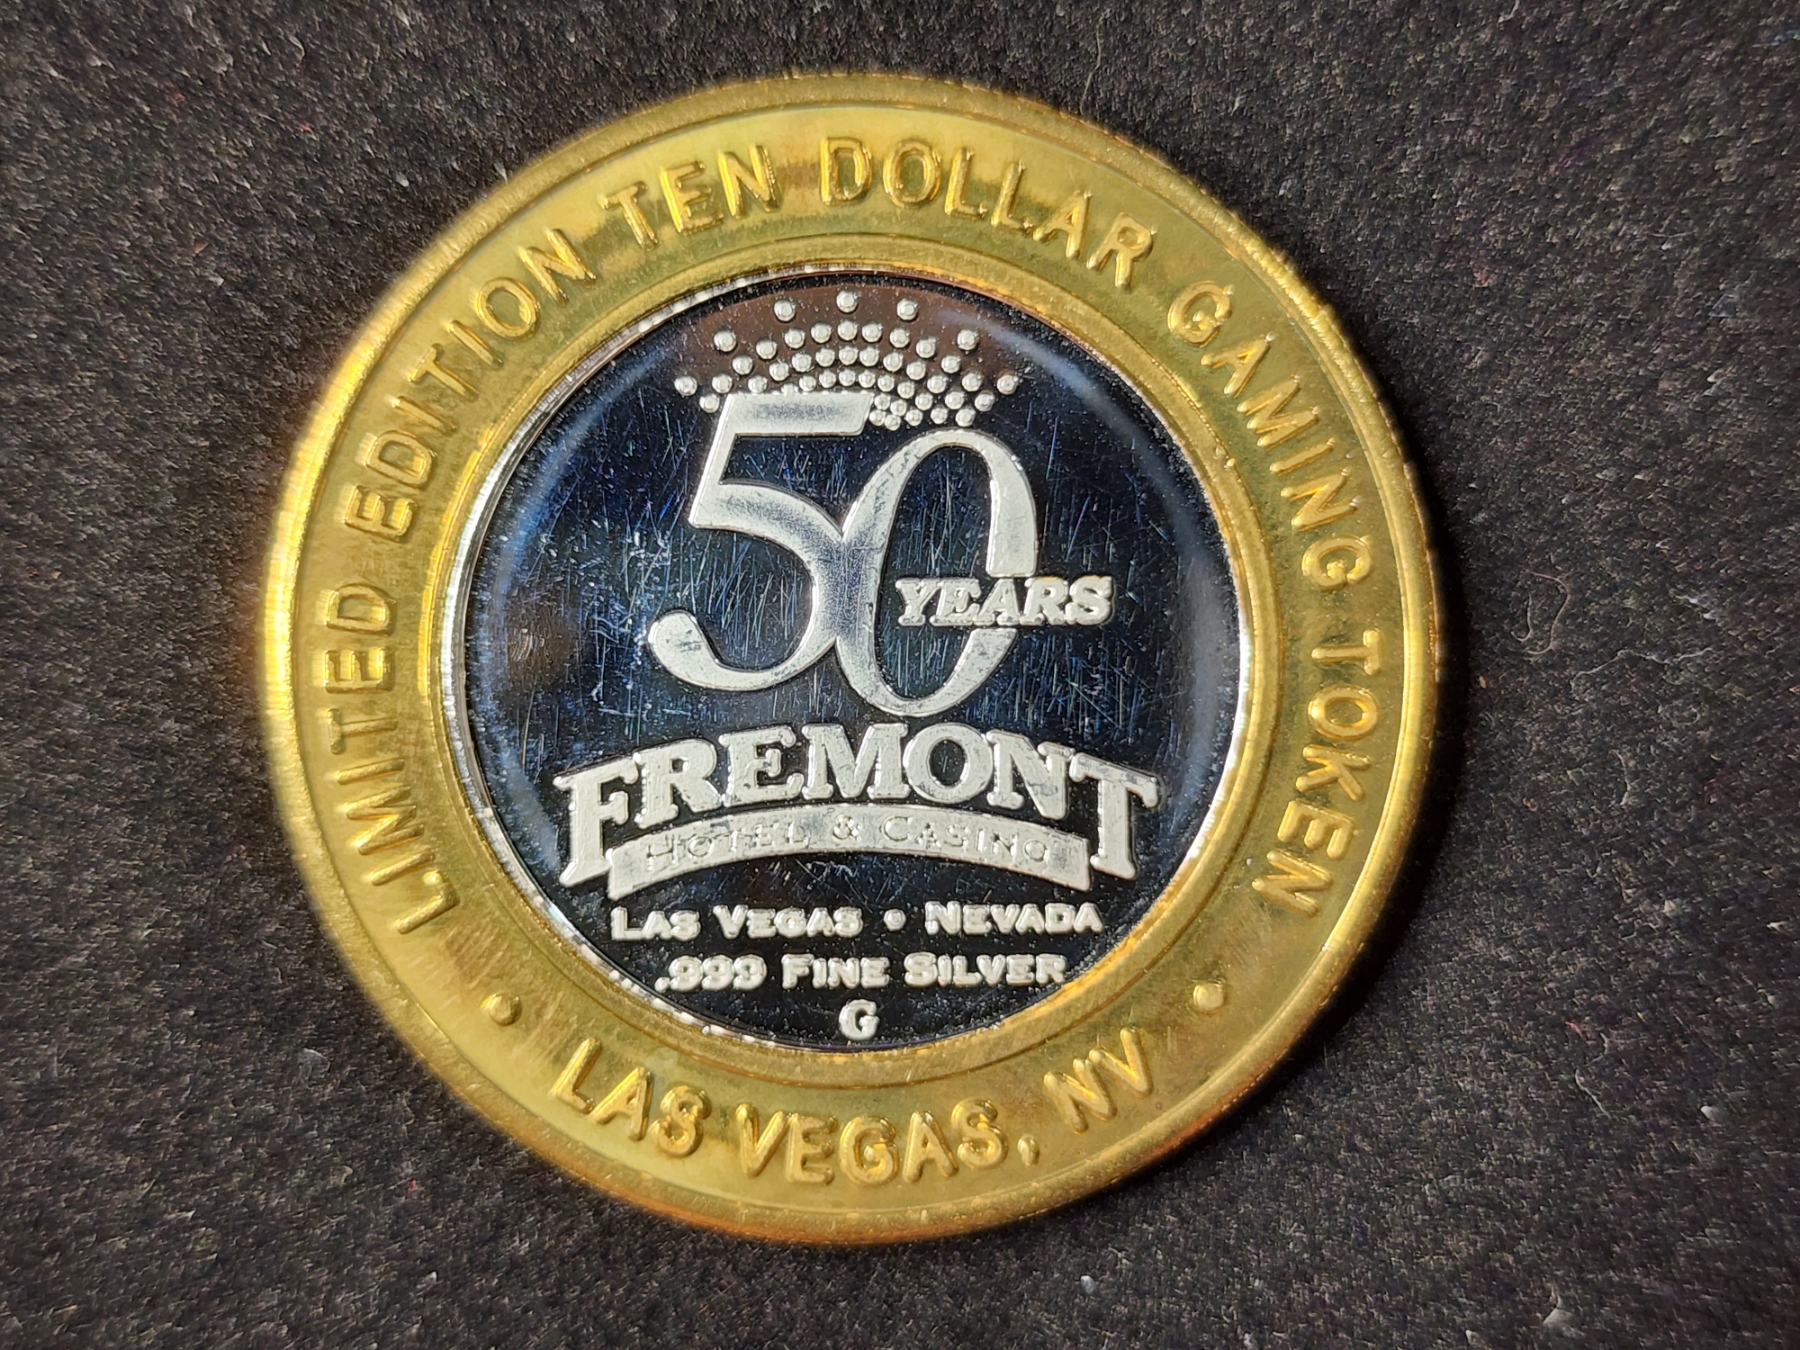 LIMITED EDITION TEN DOLLAR GAMING TOKEN
50
YEARS
FREMONT
HOTEL & CASINO
LAS VEGAS • NEVADA
.999 FINE SILVER
G
• LAS VEGAS, NV •